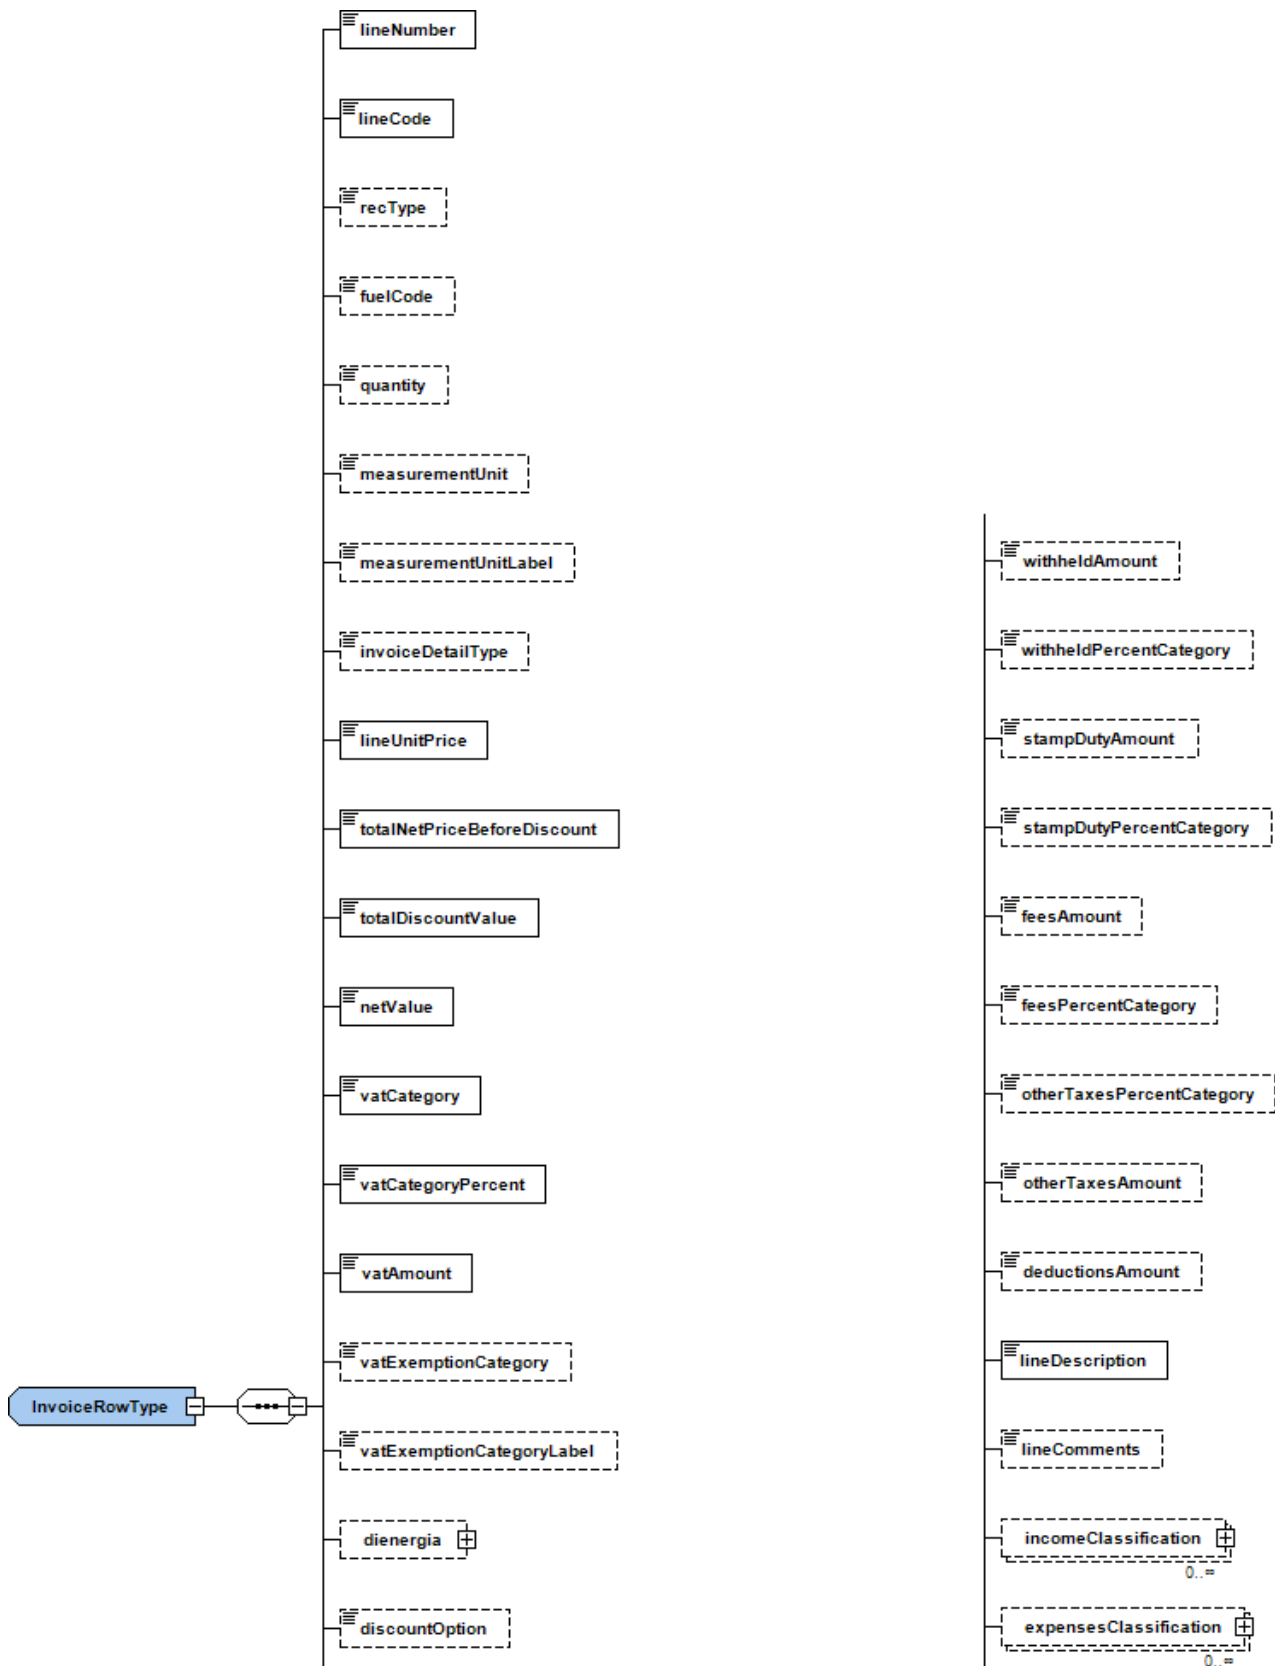 lineNumber
lineCode
recType
fuelCode
quantity
measurementUnit
measurementUnitLabel
invoiceDetailType
lineUnitPrice
totalNetPriceBeforeDiscount
totalDiscountValue
netValue
vatCategory
vatCategoryPercent
vatAmount
vatExemptionCategory
InvoiceRowType
vatExemptionCategoryLabel
dienergia
discountOption
withheldAmount
withheldPercentCategory
stampDutyAmount
stampDutyPercentCategory
feesAmount
feesPercentCategory
otherTaxesPercentCategory
otherTaxesAmount
deductionsAmount
lineDescription
lineComments
incomeClassification
0..∞
expensesClassification
0..∞